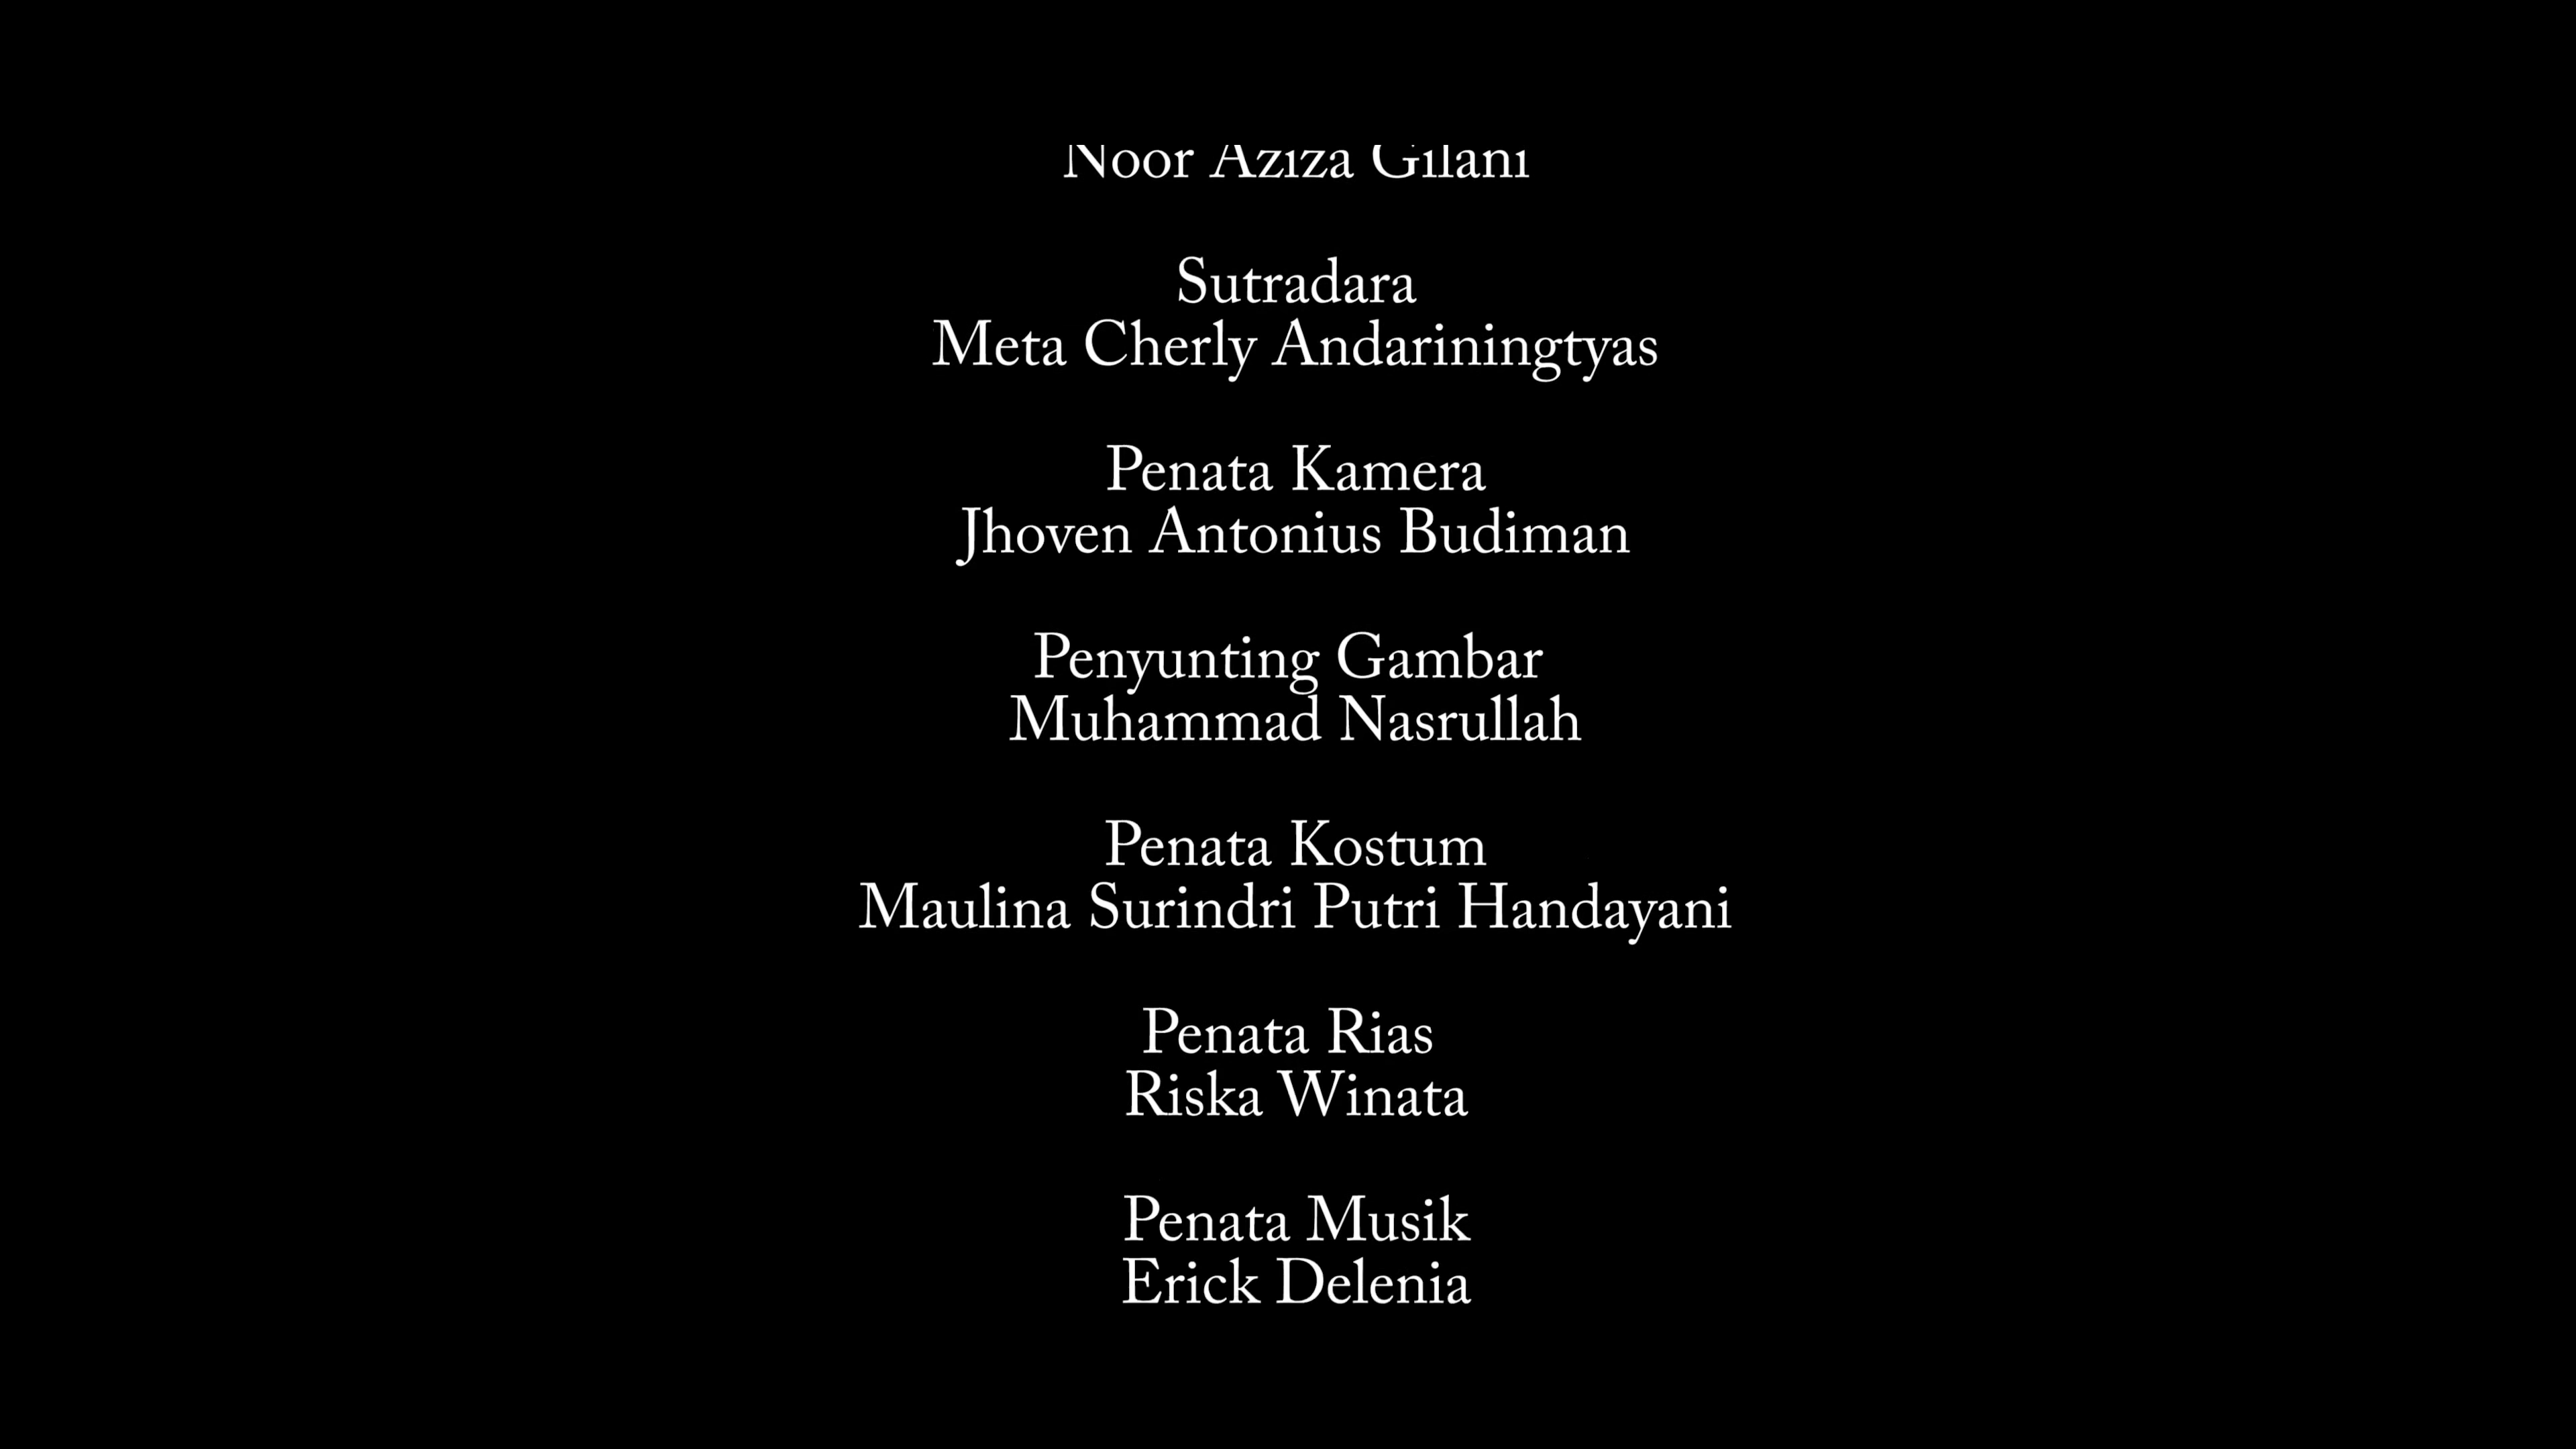 Noor Aziza Gilani
Sutradara
Meta Cherly Andariningtyas
Penata Kamera
Jhoven Antonius Budiman
Penyunting Gambar
Muhammad Nasrullah
Penata Kostum
Maulina Surindri Putri Handayani
Penata Rias
Riska Winata
Penata Musik
Erick Delenia